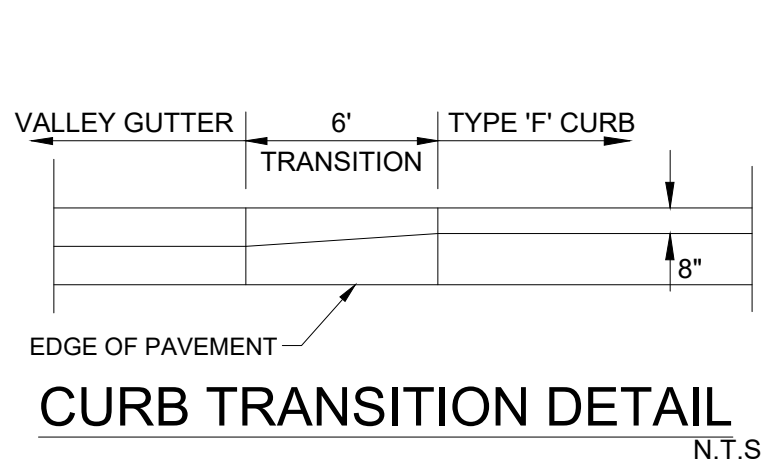 VALLEY GUTTER
6'
TYPE 'F' CURB
TRANSITION
8"
EDGE OF PAVEMENT
CURB TRANSITION DETAIL
N.T.S